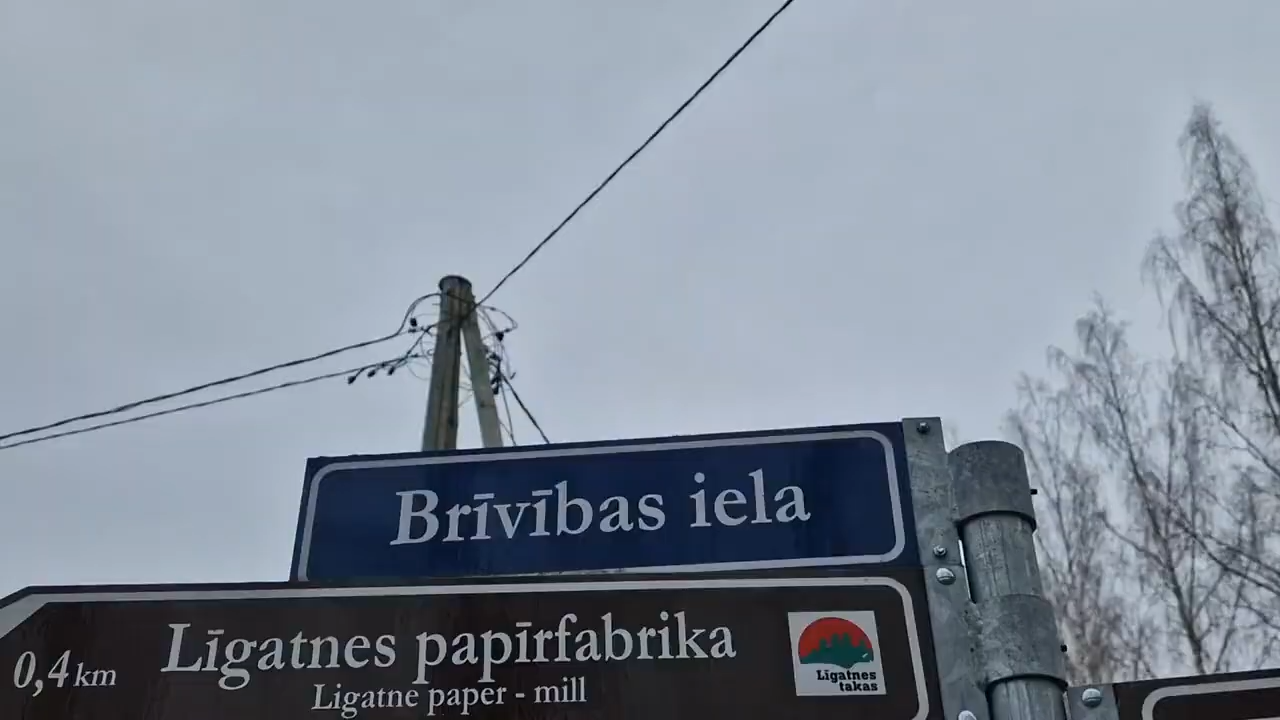 Brīvības iela
0,4 km
Līgatnes papīrfabrika
Ligatne paper - mill
Līgatnes
takas